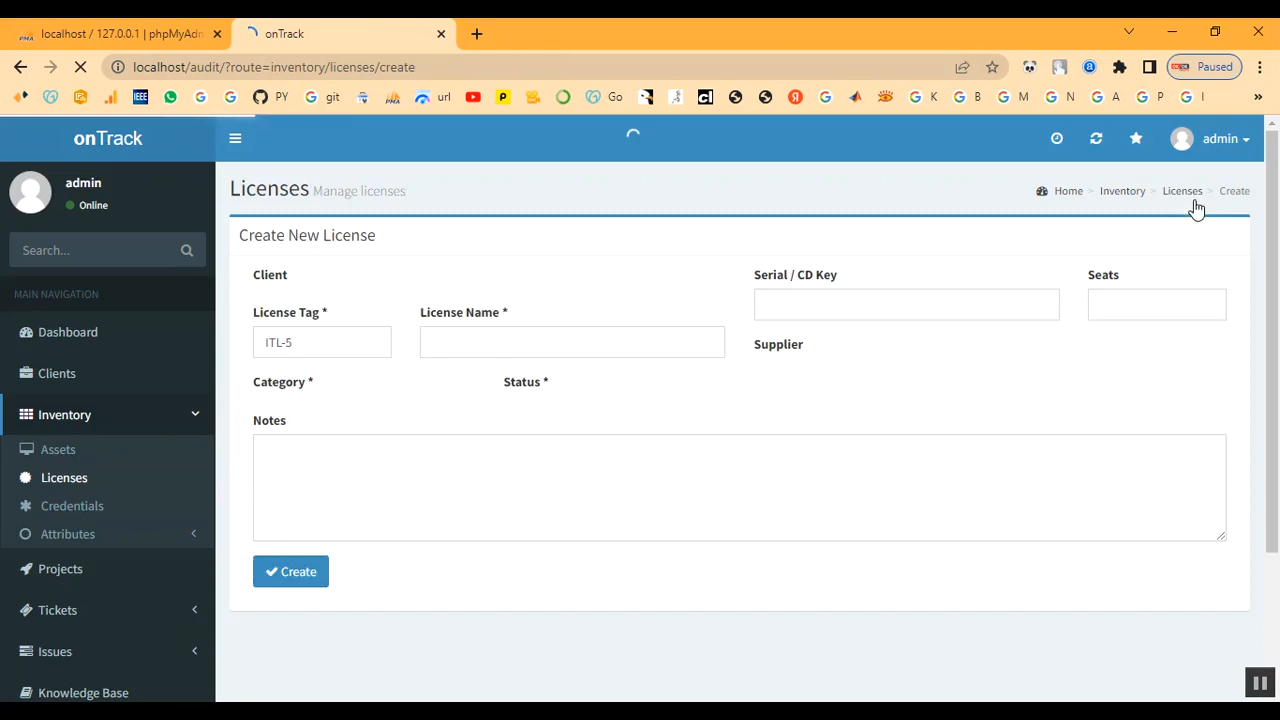 localhost / 127.0.0.1 | phpMyAdn
onTrack
localhost/audit/?route=inventory/licenses/create
Paused
PY
git
url
Go
K
B
M
N
A
P
I
onTrack
admin
Licenses Manage licenses
Home > Inventory > Licenses > Create
admin
Online
Search...
MAIN NAVIGATION
Dashboard
Clients
Inventory
Assets
Licenses
Credentials
Attributes
Projects
Tickets
Issues
Knowledge Base
Create New License
Client
Serial / CD Key
Seats
License Tag *
License Name *
ITL-5
Supplier
Category *
Status *
Notes
Create